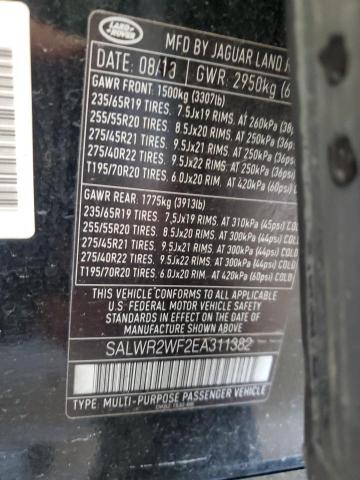 LAND ROVER
MFD BY JAGUAR LAND
DATE: 08/13 GWR: 2950kg
GAWR FRONT: 1500kg (3307lb)
235/65R19 TIRES. 7.5Jx19 RIMS, AT 260kPa (38
255/55R20 TIRES. 8.5Jx20 RIMS, AT 250kPa (36ps
275/45R21 TIRES. 9.5Jx21 RIMS, AT 250kPa (36psi
275/40R22 TIRES. 9.5Jx22 RIMS, AT 250kPa (36psi)
T195/70R20 TIRES. 6.0Jx20 RIM, AT 420kPa (60psi)
GAWR REAR: 1775kg (3913lb)
235/65R19 TIRES. 7.5Jx19 RIMS, AT 310kPa (45psi) COLD
255/55R20 TIRES. 8.5Jx20 RIMS, AT 300kPa (44psi) COLD
275/45R21 TIRES. 9.5Jx21 RIMS, AT 300kPa (44psi) COLD
275/40R22 TIRES. 9.5Jx22 RIMS, AT 300kPa (44psi) COLD
T195/70R20 TIRES. 6.0Jx20 RIM, AT 420kPa (60psi) COLD
THIS VEHICLE CONFORMS TO ALL APPLICABLE
U.S. FEDERAL MOTOR VEHICLE SAFETY
BUMPER, AND THEFT PREVENTION STANDARDS
IN EFFECT ON THE DATE OF
MANUFACTURE SHOWN ABOVE.
SALWR2WF2EA311382
TYPE: MULTI-PURPOSE PASSENGER VEHICLE